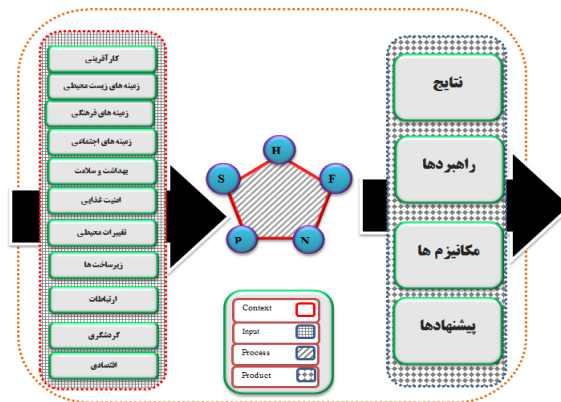 کارآفرینی
زمینه های زیست محیطی
زمینه های فرهنگی
زمینه های اجتماعی
بهداشت و سلامت
امنیت غذایی
تغییرات محیطی
زیرساخت ها
ارتباطات
گردشگری
اقتصادی
H
S
F
P
N
Context
Input
Process
Product
نتایج
راهبردها
مکانیزم ها
پیشنهادها